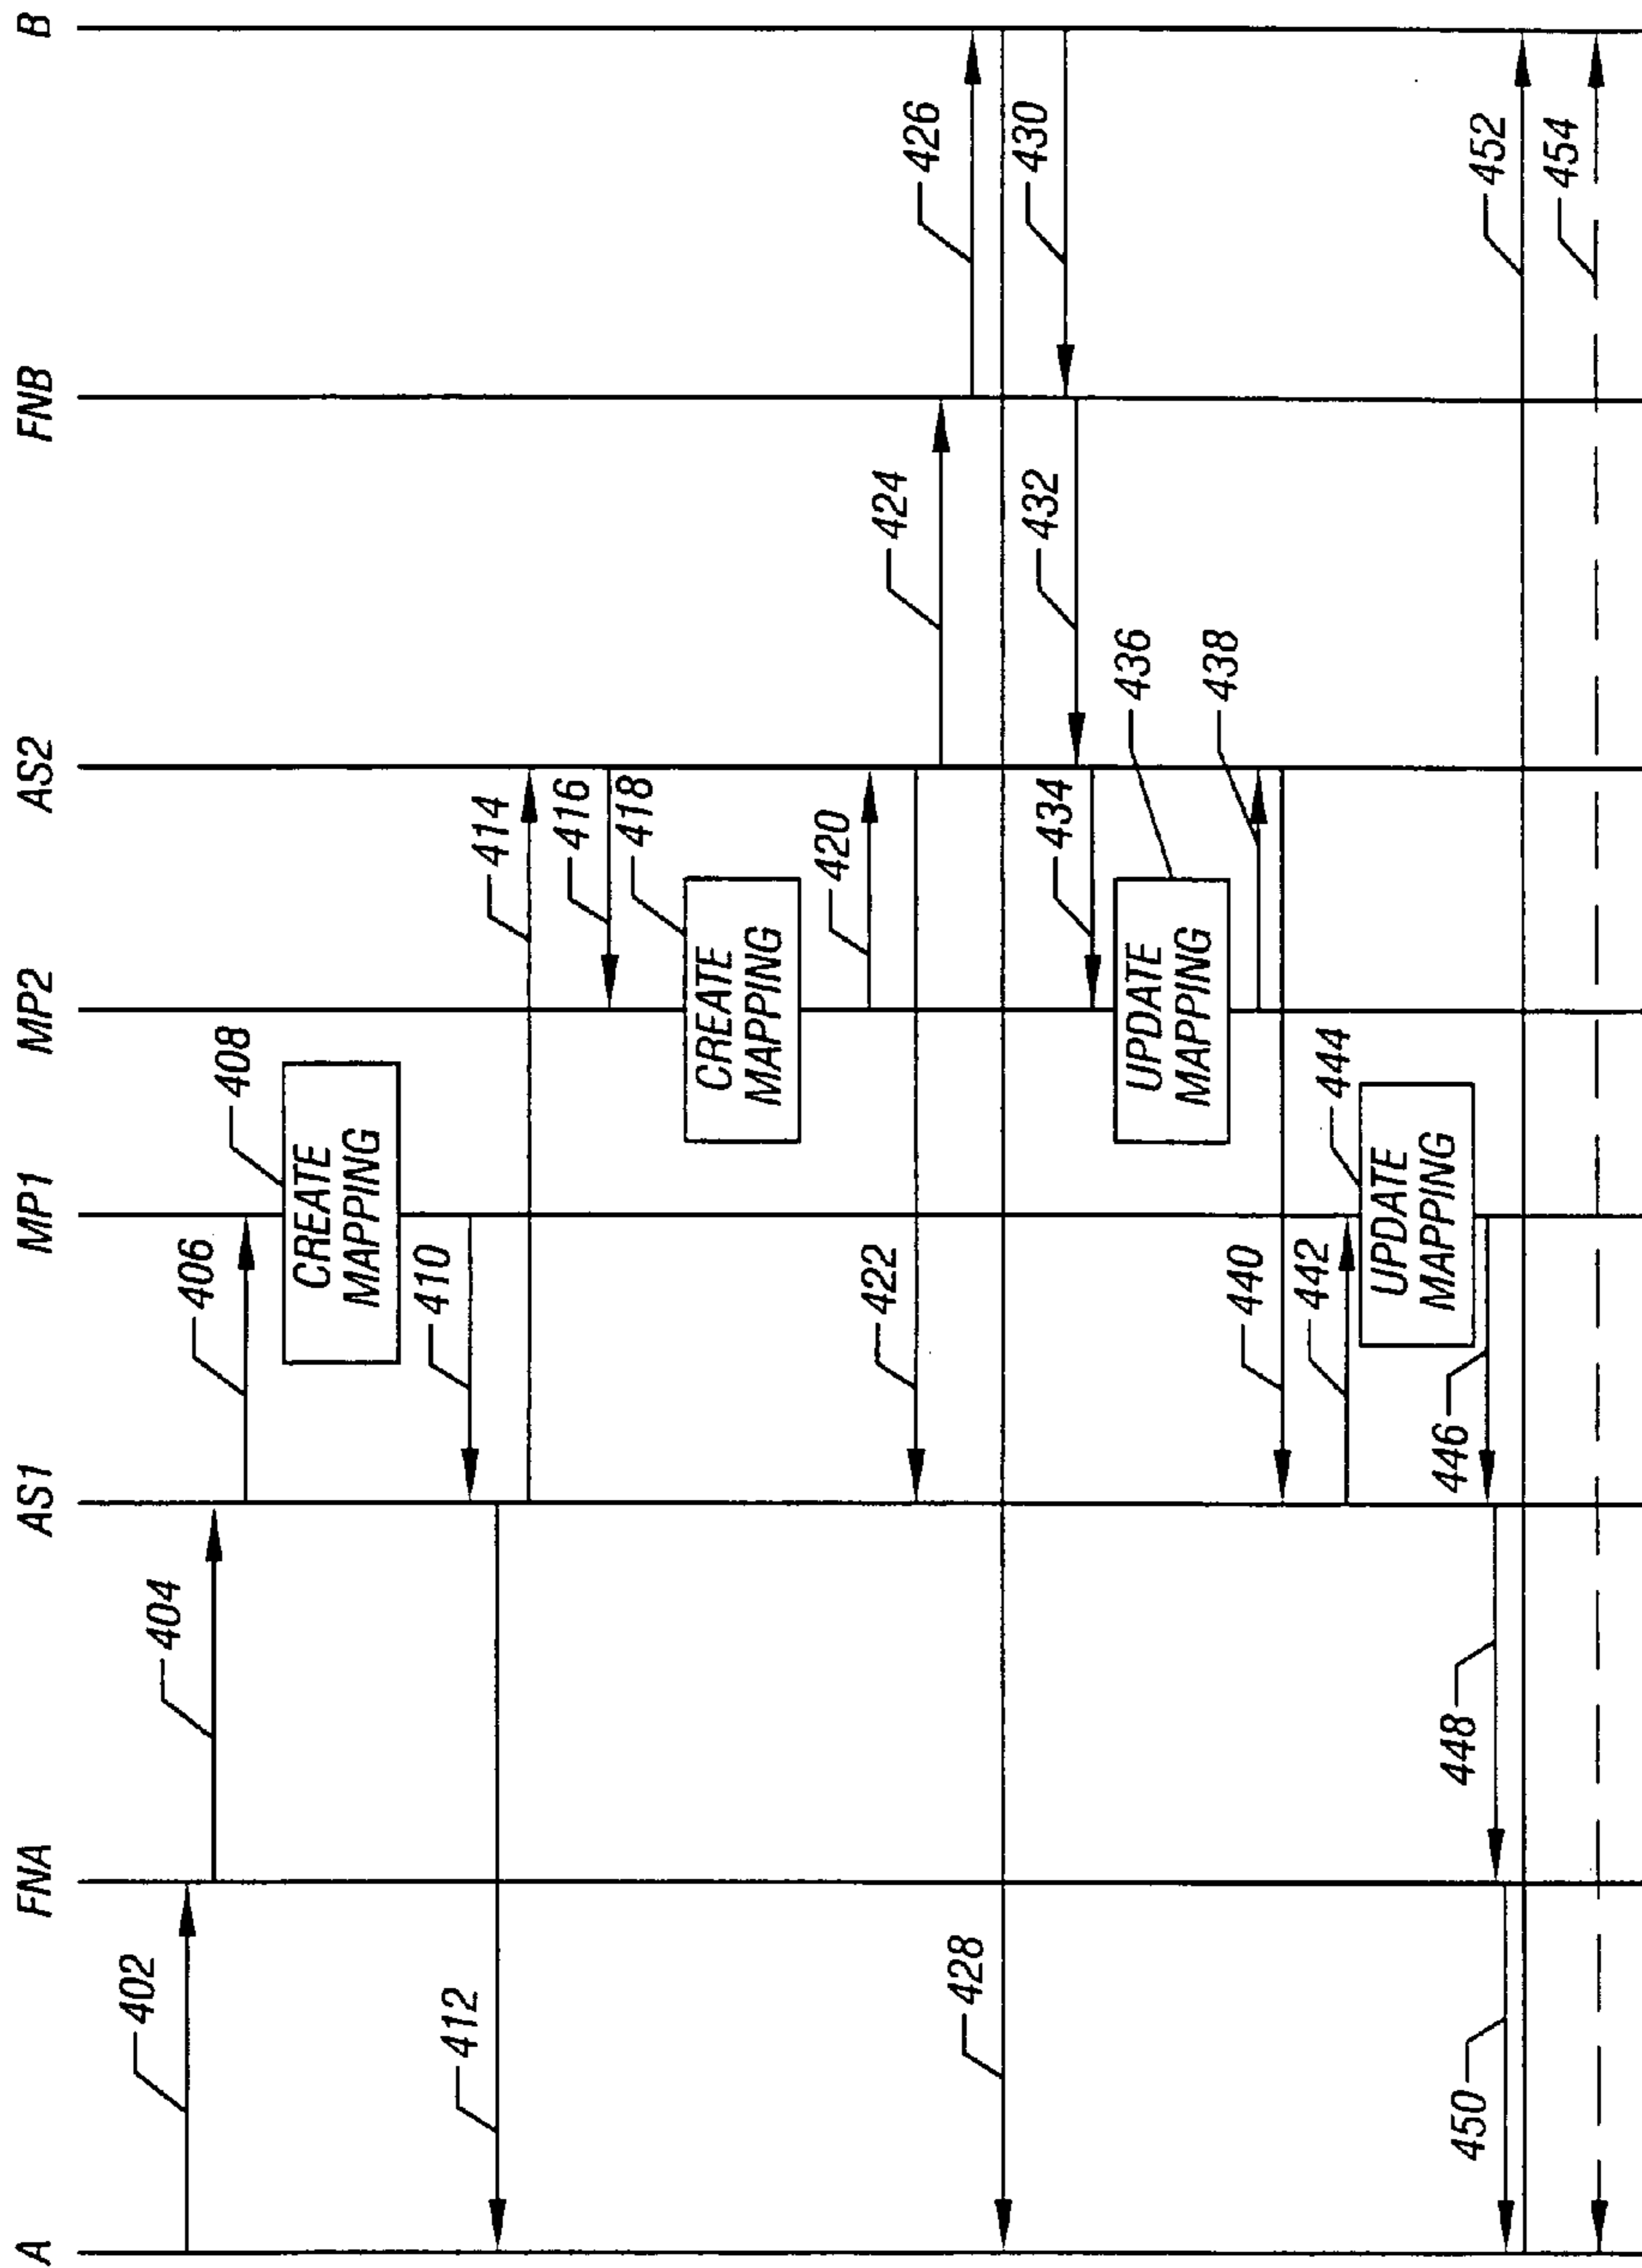 A
FNA
AS1
MP1
MP2
AS2
FNB
B
402
404
406
408
CREATE
MAPPING
410
412
414
416
418
CREATE
MAPPING
420
422
424
426
428
430
432
434
436
UPDATE
MAPPING
438
440
442
444
UPDATE
MAPPING
446
448
450
452
454